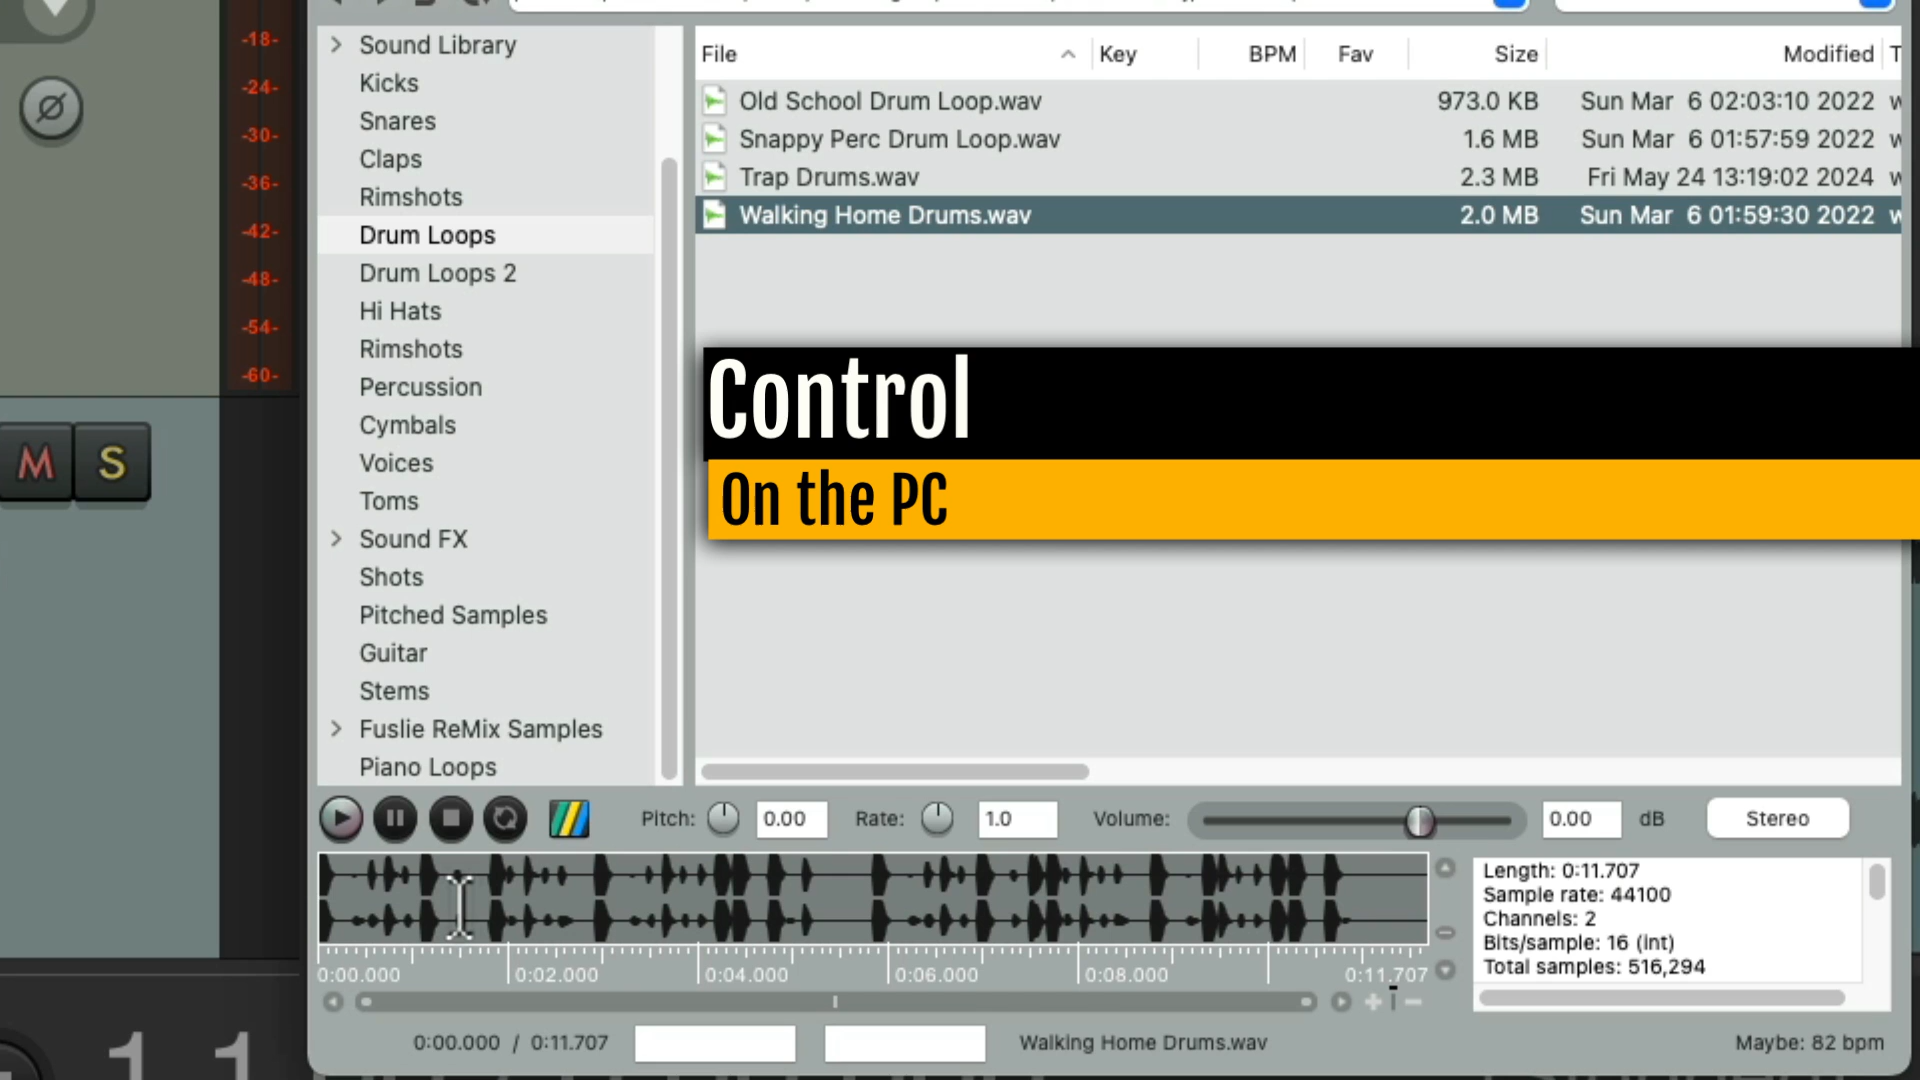 -18-
-24-
-30-
-36-
-42-
-48-
-54-
-60-
M S
Sound Library
Kicks
Snares
Claps
Rimshots
Drum Loops
Drum Loops 2
Hi Hats
Rimshots
Percussion
Cymbals
Voices
Toms
Sound FX
Shots
Pitched Samples
Guitar
Stems
Fuslie ReMix Samples
Piano Loops
File Key BPM Fav Size Modified T
Old School Drum Loop.wav 973.0 KB Sun Mar 6 02:03:10 2022
Snappy Perc Drum Loop.wav 1.6 MB Sun Mar 6 01:57:59 2022
Trap Drums.wav 2.3 MB Fri May 24 13:19:02 2024
Walking Home Drums.wav 2.0 MB Sun Mar 6 01:59:30 2022
Control
On the PC
Pitch: 0.00 Rate: 1.0 Volume: 0.00 dB Stereo
0:00.000 0:02.000 0:04.000 0:06.000 0:08.000 0:11.707
Length: 0:11.707
Sample rate: 44100
Channels: 2
Bits/sample: 16 (int)
Total samples: 516,294
0:00.000 / 0:11.707 Walking Home Drums.wav Maybe: 82 bpm